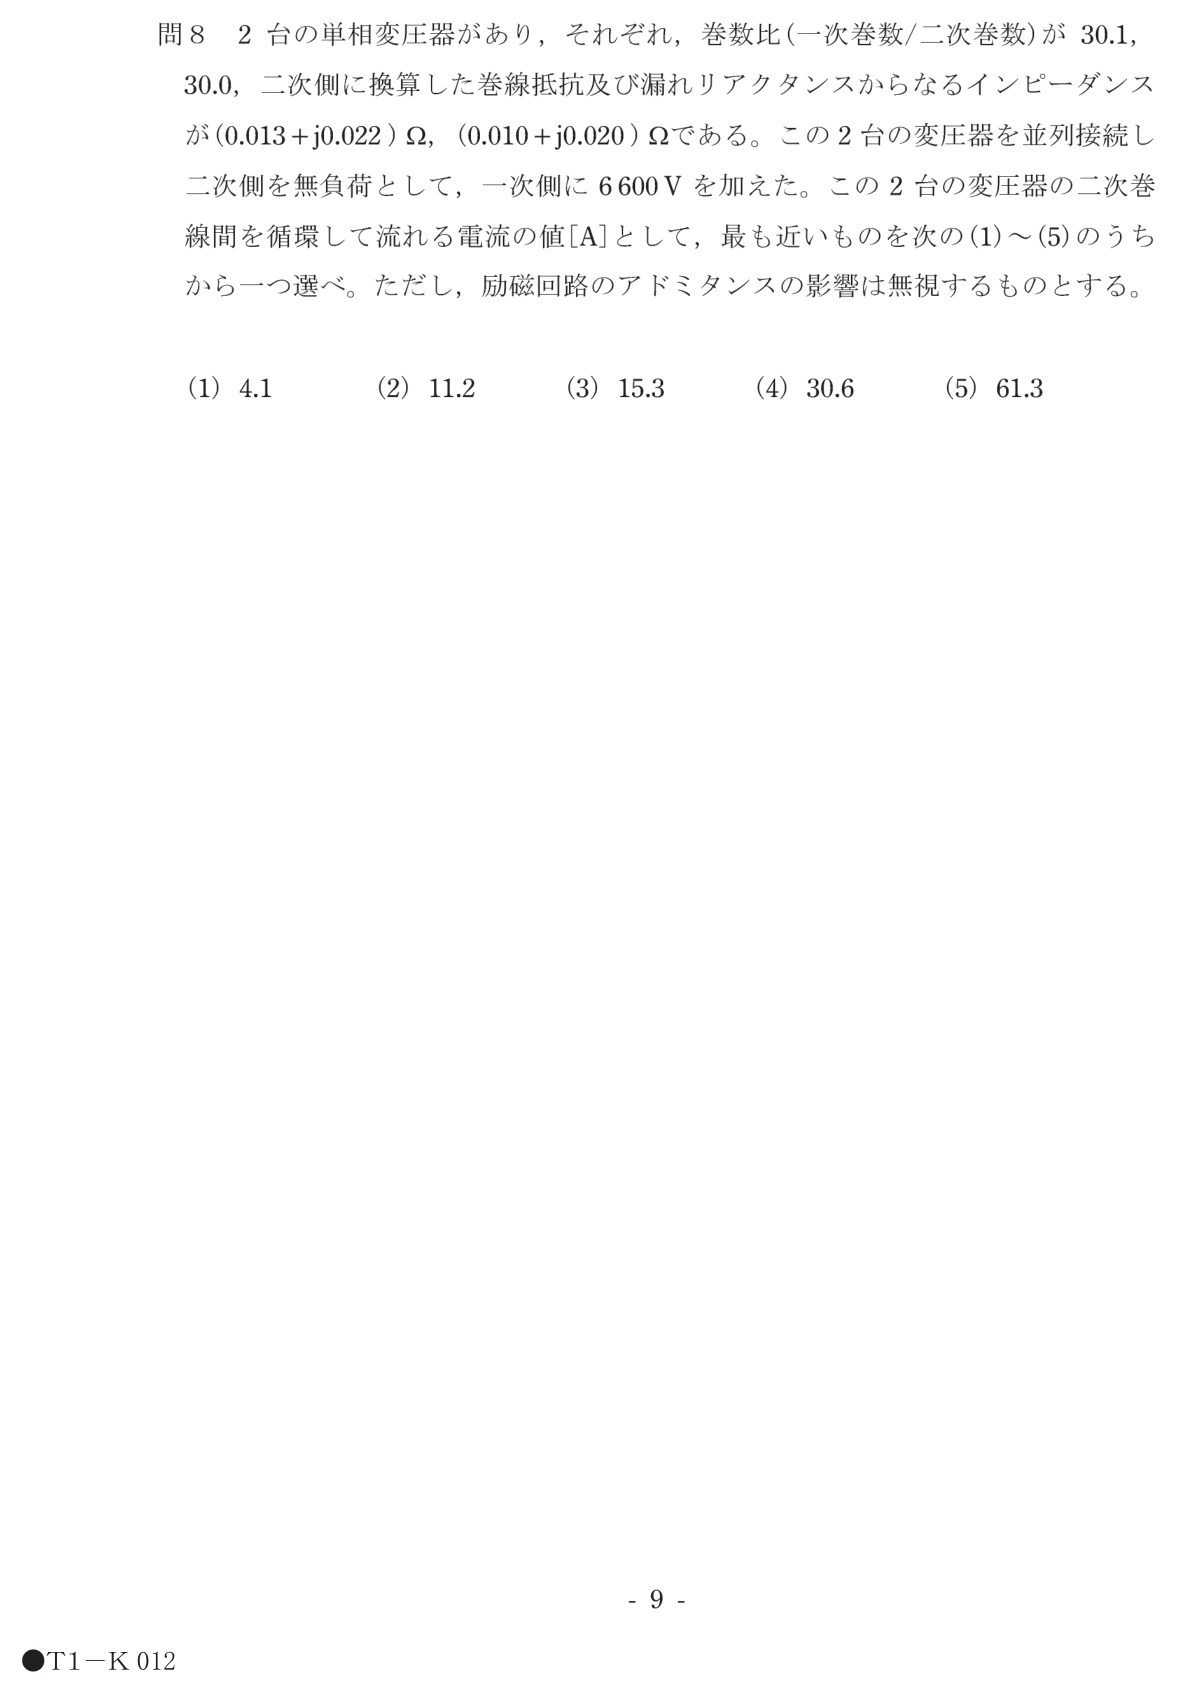 問8　2 台の単相変圧器があり，それぞれ，巻数比(一次巻数/二次巻数)が 30.1，
30.0，二次側に換算した巻線抵抗及び漏れリアクタンスからなるインピーダンス
が(0.013＋j0.022 ) Ω，(0.010＋j0.020 ) Ωである。この 2 台の変圧器を並列接続し
二次側を無負荷として，一次側に 6 600 V を加えた。この 2 台の変圧器の二次巻
線間を循環して流れる電流の値[A]として，最も近いものを次の(1)～(5)のうち
から一つ選べ。ただし，励磁回路のアドミタンスの影響は無視するものとする。
(1) 4.1　(2) 11.2　(3) 15.3　(4) 30.6　(5) 61.3
- 9 -
●T1－K 012